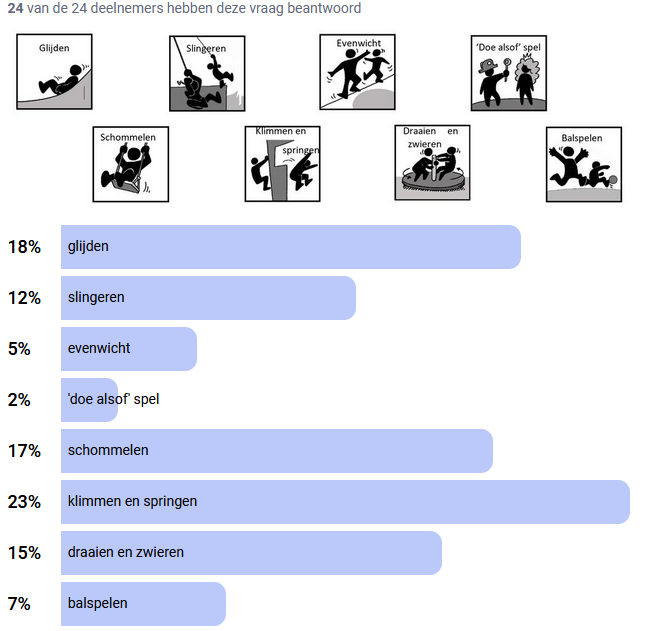 24 van de 24 deelnemers hebben deze vraag beantwoord
Glijden
Slingeren
Evenwicht
'Doe alsof' spel
Schommelen
Klimmen en
springen
Draaien en
zwieren
Balspelen
18% glijden
12% slingeren
5% evenwicht
2% 'doe alsof' spel
17% schommelen
23% klimmen en springen
15% draaien en zwieren
7% balspelen